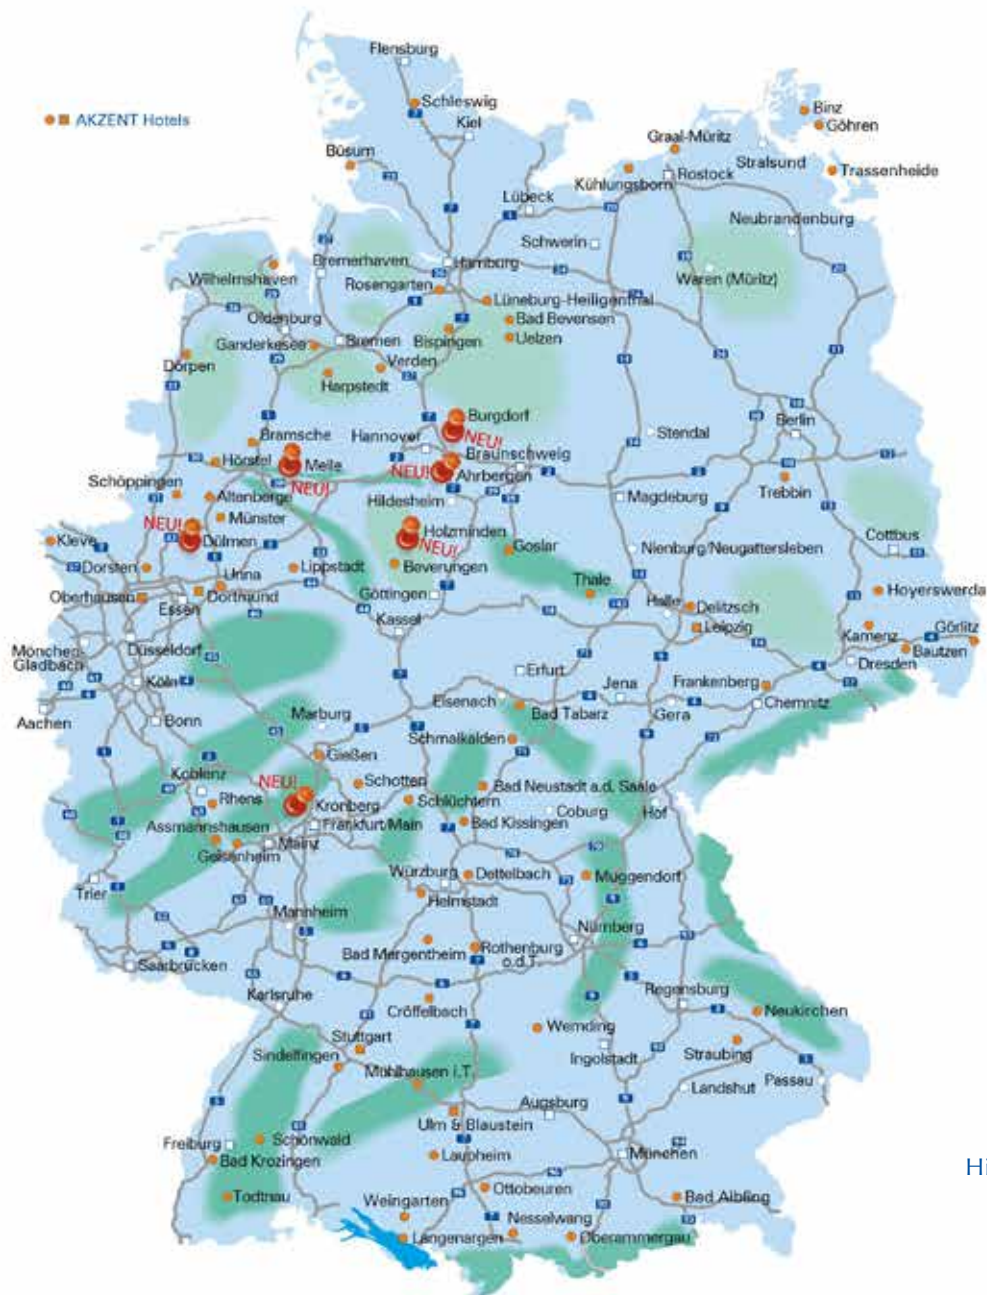 Flensburg
AKZENT Hotels
Schleswig
Kiel
Binz
Göhren
Graal-Müritz
Büsum
Stralsund
Trassenheide
Kühlungsborn
Rostock
Lübeck
Neubrandenburg
Schwerin
Wilhelmshaven
Bremerhaven
Hamburg
Waren (Müritz)
Rosengarten
Lüneburg-Heiligenthal
Oldenburg
Bad Bevensen
Ganderkesee
Bremen
Bispingen
Uelzen
Dörpen
Verden
Harpstedt
Burgdorf
Berlin
Bramsche
Hannover
NEU!
Stendal
Hörstel
Melle
Braunschweig
NEU!
Ahrbergen
Schöppingen
NEU!
Trebbin
Altenberge
Hildesheim
Magdeburg
Münster
NEU!
Holzminden
Cottbus
Kleve
Dülmen
NEU!
Goslar
Nienburg/Neugattersleben
Dorsten
Unna
Lippstadt
Beverungen
Thale
Hoyerswerda
Oberhausen
Dortmund
Göttingen
Halle
Delitzsch
Essen
Kassel
Leipzig
Kamenz
Görlitz
Mönchen-
Gladbach
Düsseldorf
Bautzen
Erfurt
Dresden
Köln
Eisenach
Jena
Frankenberg
Aachen
Bonn
Marburg
Bad Tabarz
Gera
Chemnitz
Schmalkalden
Gießen
Koblenz
NEU!
Schotten
Bad Neustadt a.d. Saale
Rhens
Kronberg
Schlüchtern
Coburg
Hof
Assmannshausen
Frankfurt/Main
Bad Kissingen
Geisenheim
Mainz
Würzburg
Dettelbach
Muggendorf
Trier
Helmstadt
Mannheim
Nürnberg
Bad Mergentheim
Rothenburg
o.d.T.
Saarbrücken
Karlsruhe
Cröffelbach
Regensburg
Neukirchen
Stuttgart
Wemding
Sindelfingen
Ingolstadt
Straubing
Mühlhausen i.T.
Landshut
Passau
Augsburg
Ulm & Blaustein
Freiburg
Schönwald
Bad Krozingen
Laupheim
München
Hi
Todtnau
Ottobeuren
Bad Aibling
Weingarten
Nesselwang
Langenargen
Oberammergau